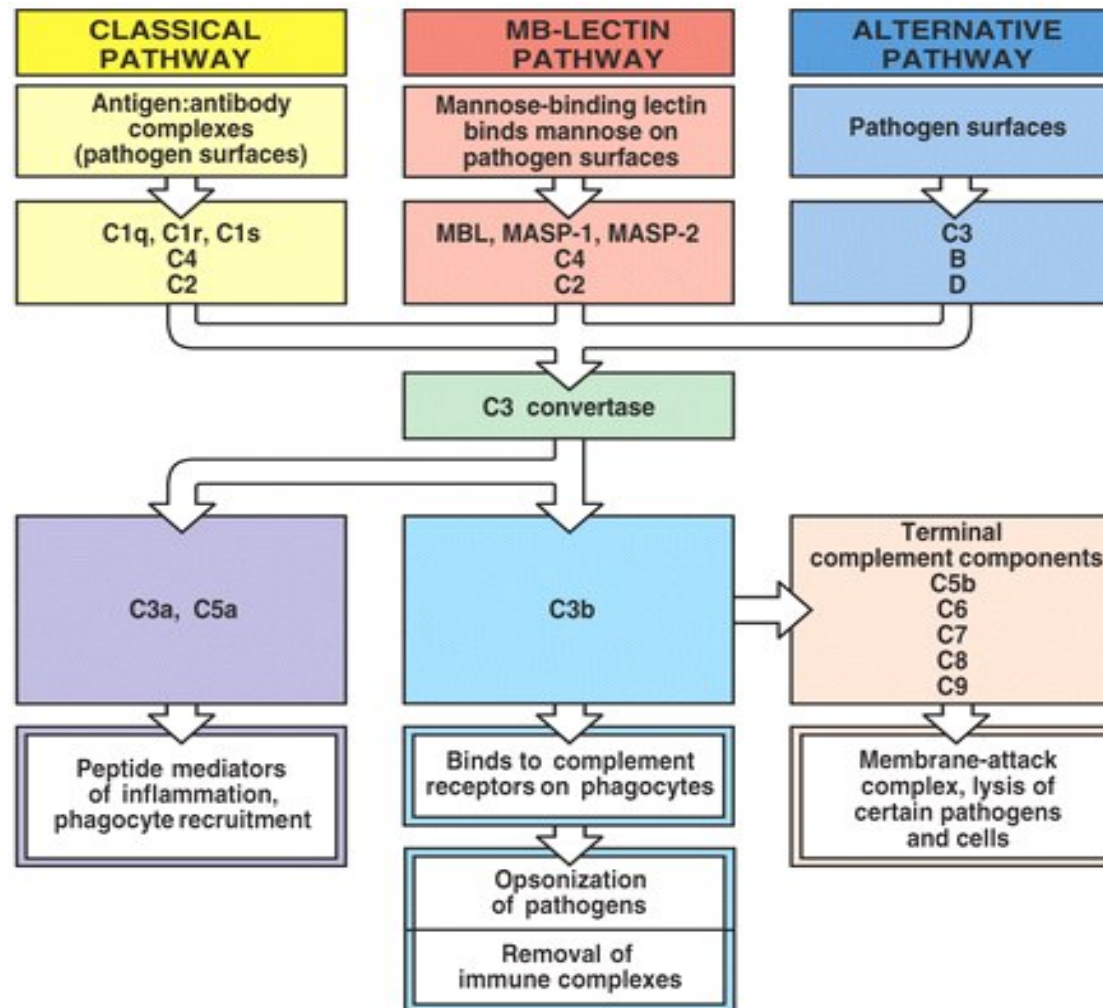 CLASSICAL
PATHWAY
MB-LECTIN
PATHWAY
ALTERNATIVE
PATHWAY
Antigen:antibody
complexes
(pathogen surfaces)
Mannose-binding lectin
binds mannose on
pathogen surfaces
Pathogen surfaces
C1q, C1r, C1s
C4
C2
MBL, MASP-1, MASP-2
C4
C2
C3
B
D
C3 convertase
C3a, C5a
C3b
Terminal
complement components
C5b
C6
C7
C8
C9
Peptide mediators
of inflammation,
phagocyte recruitment
Binds to complement
receptors on phagocytes
Membrane-attack
complex, lysis of
certain pathogens
and cells
Opsonization
of pathogens
Removal of
immune complexes